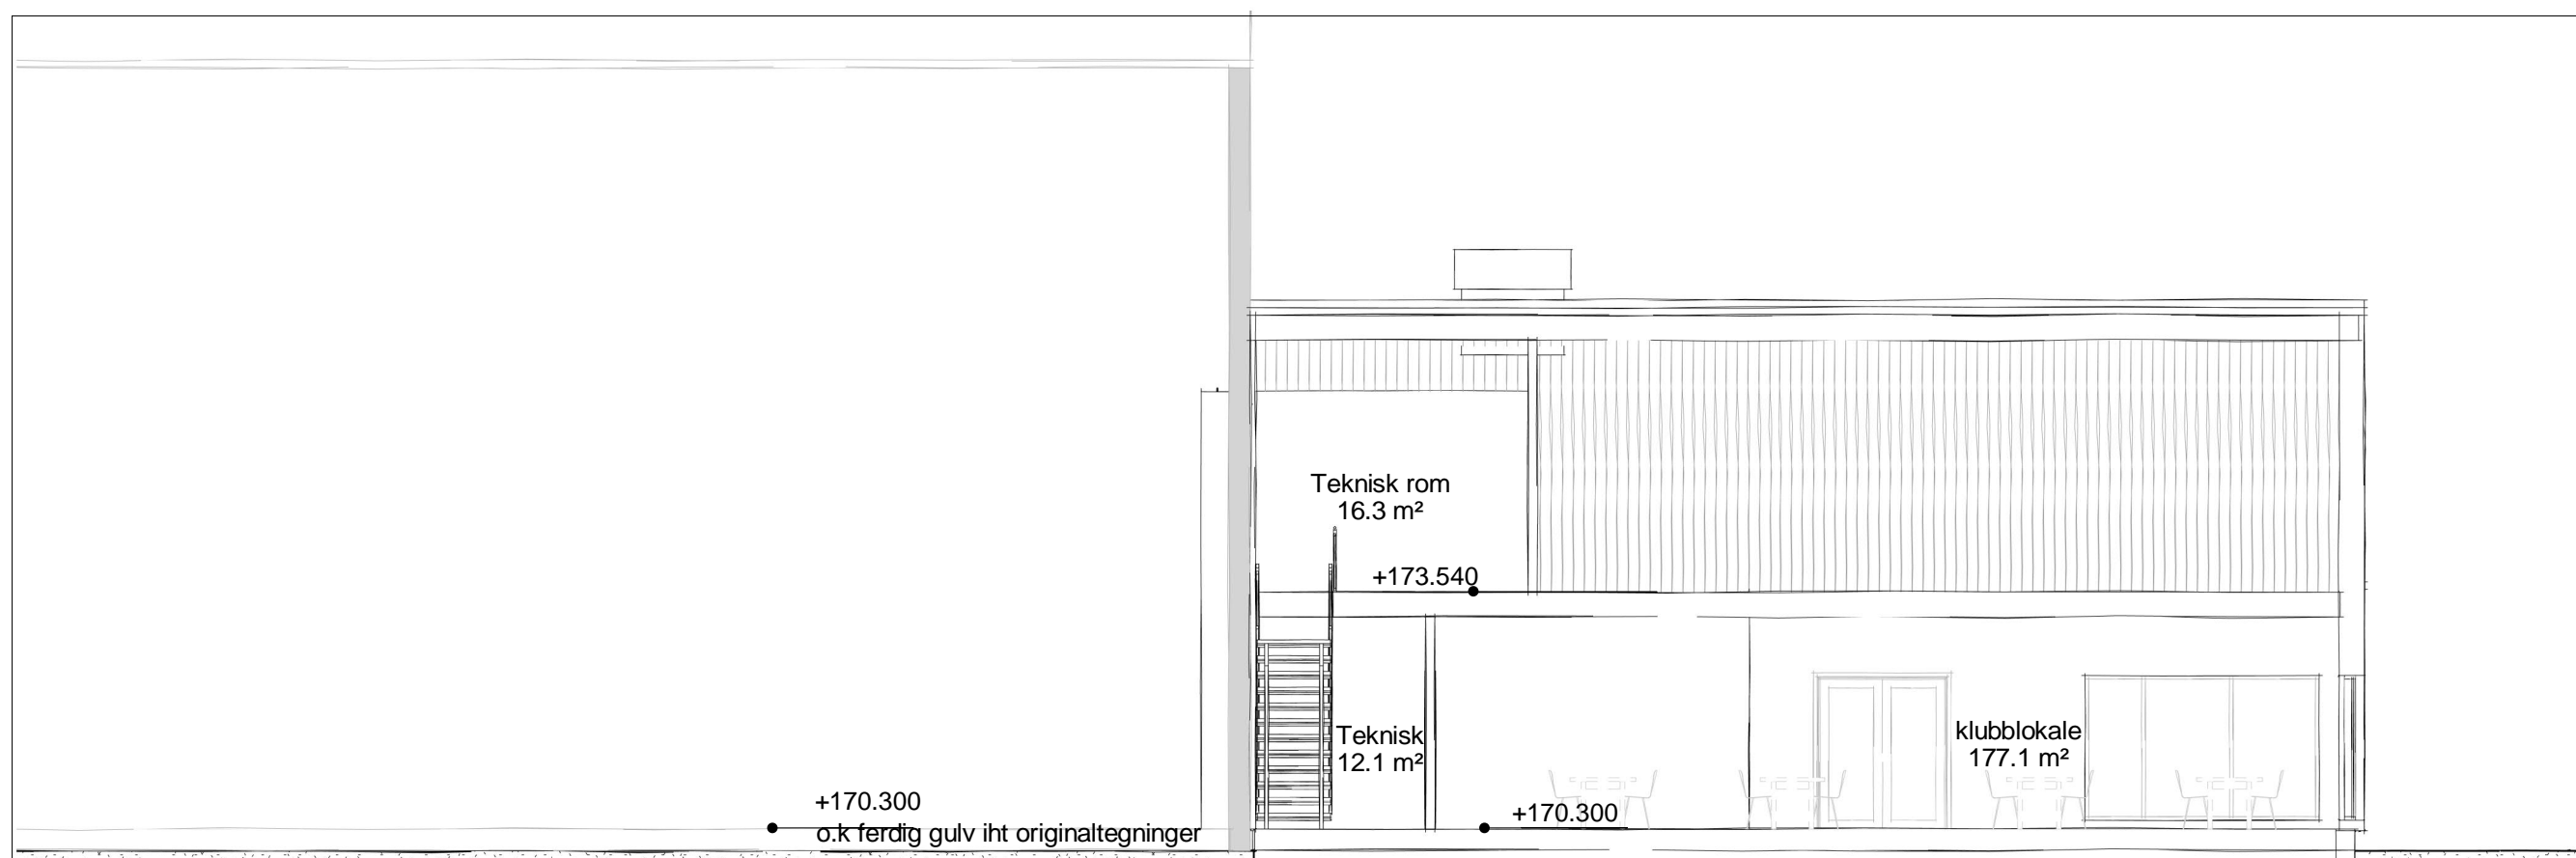 Teknisk rom
16.3 m²
+173.540
Teknisk
12.1 m²
klubblokale
177.1 m²
+170.300
o.k ferdig gulv iht originaltegninger
+170.300